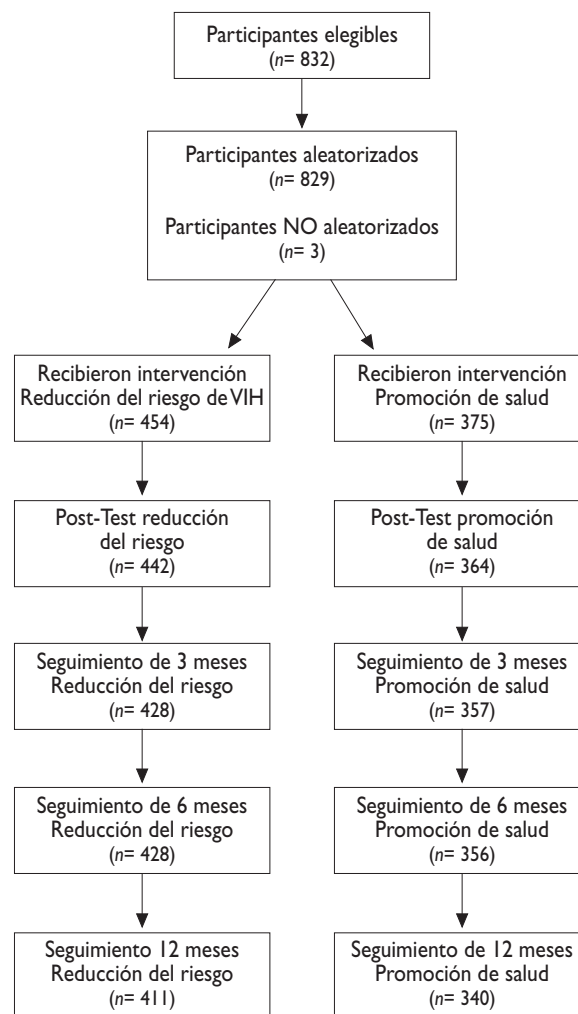 Participantes elegibles
(n= 832)
Participantes aleatorizados
(n= 829)
Participantes NO aleatorizados
(n= 3)
Recibieron intervención
Reducción del riesgo de VIH
(n= 454)
Recibieron intervención
Promoción de salud
(n= 375)
Post-Test reducción
del riesgo
(n= 442)
Post-Test promoción
de salud
(n= 364)
Seguimiento de 3 meses
Reducción del riesgo
(n= 428)
Seguimiento de 3 meses
Promoción de salud
(n= 357)
Seguimiento de 6 meses
Reducción del riesgo
(n= 428)
Seguimiento de 6 meses
Promoción de salud
(n= 356)
Seguimiento 12 meses
Reducción del riesgo
(n= 411)
Seguimiento de 12 meses
Promoción de salud
(n= 340)